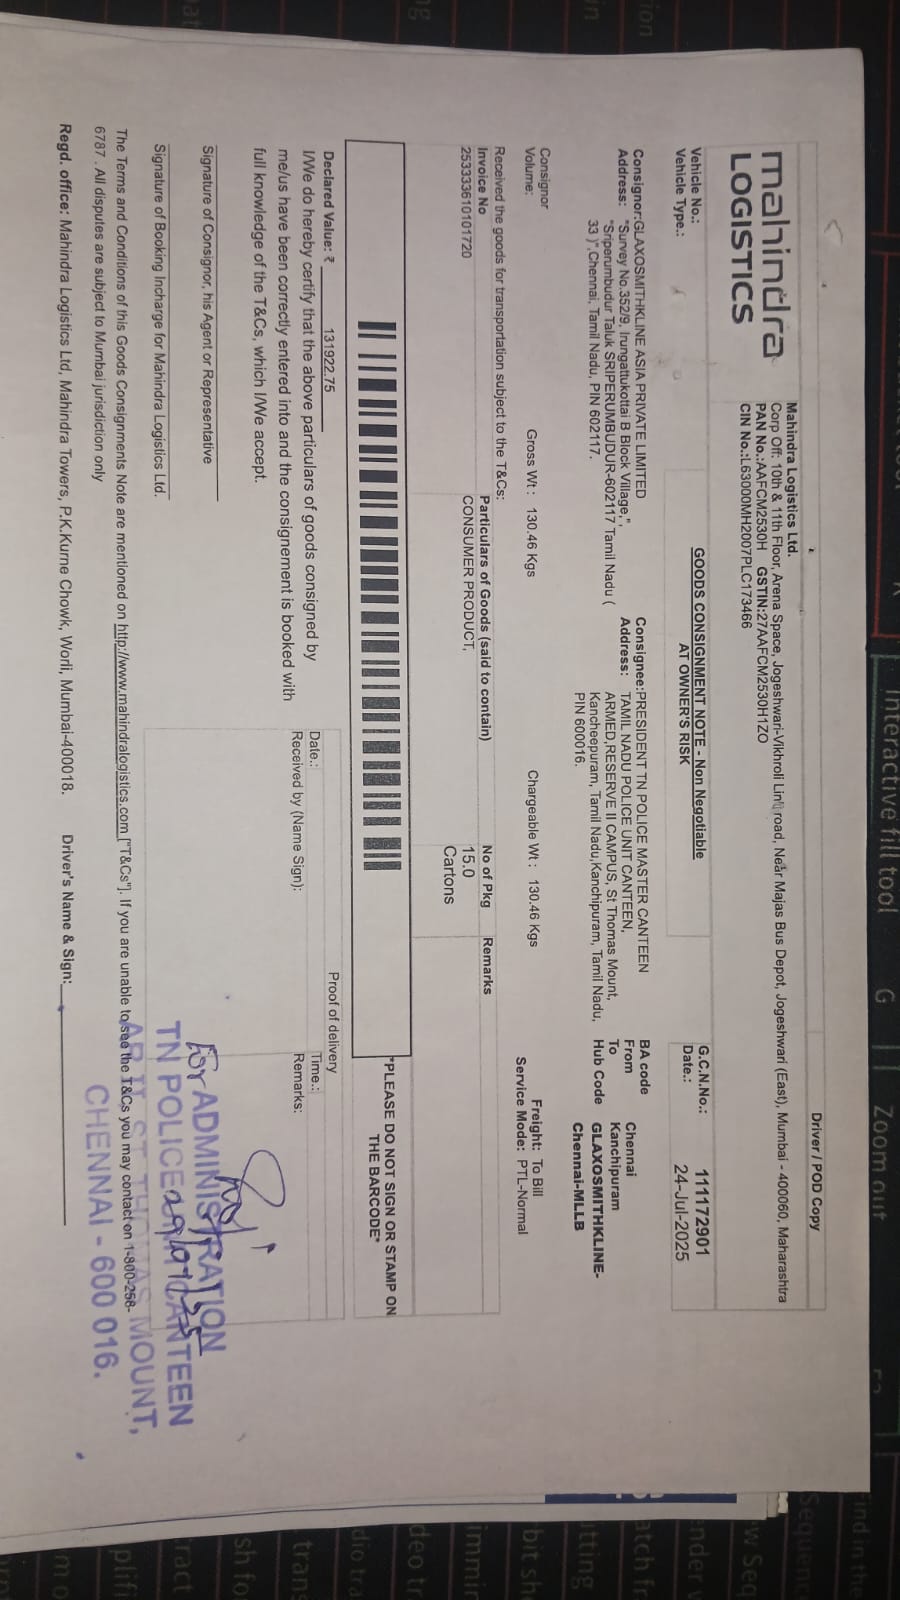 Driver / POD Copy
mahindra
LOGISTICS
Mahindra Logistics Ltd.
Corp Off: 10th & 11th Floor, Arena Space, Jogeshwari-Vikhroli Link road, Near Majas Bus Depot, Jogeshwari (East), Mumbai - 400060, Maharashtra
PAN No.:AAFCM2530H GSTIN:27AAFCM2530H1ZO
CIN No.:L63000MH2007PLC173466
Vehicle No.:
Vehicle Type.:
GOODS CONSIGNMENT NOTE - Non Negotiable
AT OWNER'S RISK
G.C.N.No.: 111172901
Date.: 24-Jul-2025
Consignor:GLAXOSMITHKLINE ASIA PRIVATE LIMITED
Address: "Survey No.352/9, Irungattukottai B Block Village,",
"Sriperumbudur Taluk SRIPERUMBUDUR-602117 Tamil Nadu (
33 )",Chennai, Tamil Nadu, PIN 602117.
Consignee:PRESIDENT TN POLICE MASTER CANTEEN
Address: TAMIL NADU POLICE UNIT CANTEEN,
ARMED,RESERVE II CAMPUS, St Thomas Mount,
Kancheepuram, Tamil Nadu,Kanchipuram, Tamil Nadu,
PIN 600016.
BA code
From Chennai
To Kanchipuram
Hub Code GLAXOSMITHKLINE-
Chennai-MLLB
Consignor
Volume:
Gross Wt : 130.46 Kgs
Chargeable Wt : 130.46 Kgs
Freight: To Bill
Service Mode: PTL-Normal
Received the goods for transportation subject to the T&Cs:
Invoice No Particulars of Goods (said to contain) No of Pkg Remarks
253333610101720 CONSUMER PRODUCT, 15.0
Cartons
*PLEASE DO NOT SIGN OR STAMP ON
THE BARCODE*
Declared Value: ₹ 131922.75
I/We do hereby certify that the above particulars of goods consigned by
me/us have been correctly entered into and the consignement is booked with
full knowledge of the T&Cs, which I/We accept.
Proof of delivery
Date.: Time.:
Received by (Name Sign): Remarks:
Signature of Consignor, his Agent or Representative
Signature of Booking Incharge for Mahindra Logistics Ltd.
For ADMINISTRATION
TN POLICE CANTEEN
MOUNT,
CHENNAI - 600 016.
The Terms and Conditions of this Goods Consignments Note are mentioned on http://www.mahindralogistics.com ["T&Cs"]. If you are unable to see the T&Cs you may contact on 1-800-258-
6787 . All disputes are subject to Mumbai jurisdiction only
Regd. office: Mahindra Logistics Ltd, Mahindra Towers, P.K.Kurne Chowk, Worli, Mumbai-400018. Driver's Name & Sign:
Interactive fill tool G
Zoom out